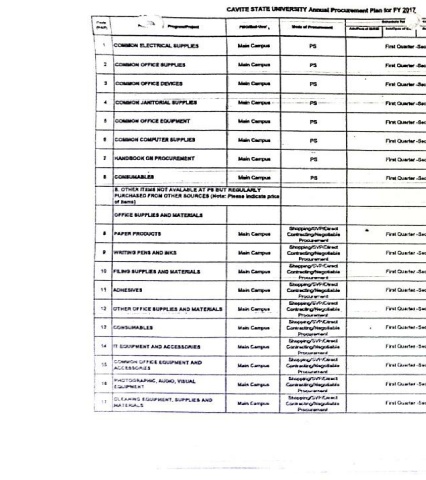 CAVITE STATE UNIVERSITY Annual Procurement Plan for FY 2017
Code Program/Project Mode of Procurement
1 COMMON ELECTRICAL SUPPLIES Main Campus PS First Quarter -Sec
2 COMMON OFFICE SUPPLIES Main Campus PS First Quarter -Sec
3 COMMON OFFICE DEVICES Main Campus PS First Quarter -Sec
4 COMMON JANITORIAL SUPPLIES Main Campus PS First Quarter -Sec
5 COMMON OFFICE EQUIPMENT Main Campus PS First Quarter -Sec
6 COMMON COMPUTER SUPPLIES Main Campus PS First Quarter -Sec
7 HANDBOOK ON PROCUREMENT Main Campus PS First Quarter -Sec
8 CONSUMABLES Main Campus PS First Quarter -Sec
B. OTHER ITEMS NOT AVALABLE AT PS BUT REGULARLY
PURCHASED FROM OTHER SOURCES (Note: Please indicate price
of items)
OFFICE SUPPLIES AND MATERIALS
8 PAPER PRODUCTS Main Campus Shopping/SVP/Direct Contracting/Negotiable Procurement First Quarter -Sec
9 WRITING PENS AND INKS Main Campus Shopping/SVP/Direct Contracting/Negotiable Procurement First Quarter -Sec
10 FILING SUPPLIES AND MATERIALS Main Campus Shopping/SVP/Direct Contracting/Negotiable Procurement First Quarter -Sec
11 ADHESIVES Main Campus Shopping/SVP/Direct Contracting/Negotiable Procurement First Quarter -Sec
12 OTHER OFFICE SUPPLIES AND MATERIALS Main Campus Shopping/SVP/Direct Contracting/Negotiable Procurement First Quarter -Sec
13 CONSUMABLES Main Campus Shopping/SVP/Direct Contracting/Negotiable Procurement First Quarter -Sec
14 IT EQUIPMENT AND ACCESSORIES Main Campus Shopping/SVP/Direct Contracting/Negotiable Procurement First Quarter -Sec
15 COMMON OFFICE EQUIPMENT AND ACCESSORIES Main Campus Shopping/SVP/Direct Contracting/Negotiable Procurement First Quarter -Sec
16 PHOTOGRAPHIC, AUDIO, VISUAL EQUIPMENT Main Campus Shopping/SVP/Direct Contracting/Negotiable Procurement First Quarter -Sec
17 CLEANING EQUIPMENT, SUPPLIES AND MATERIALS Main Campus Shopping/SVP/Direct Contracting/Negotiable Procurement First Quarter -Sec